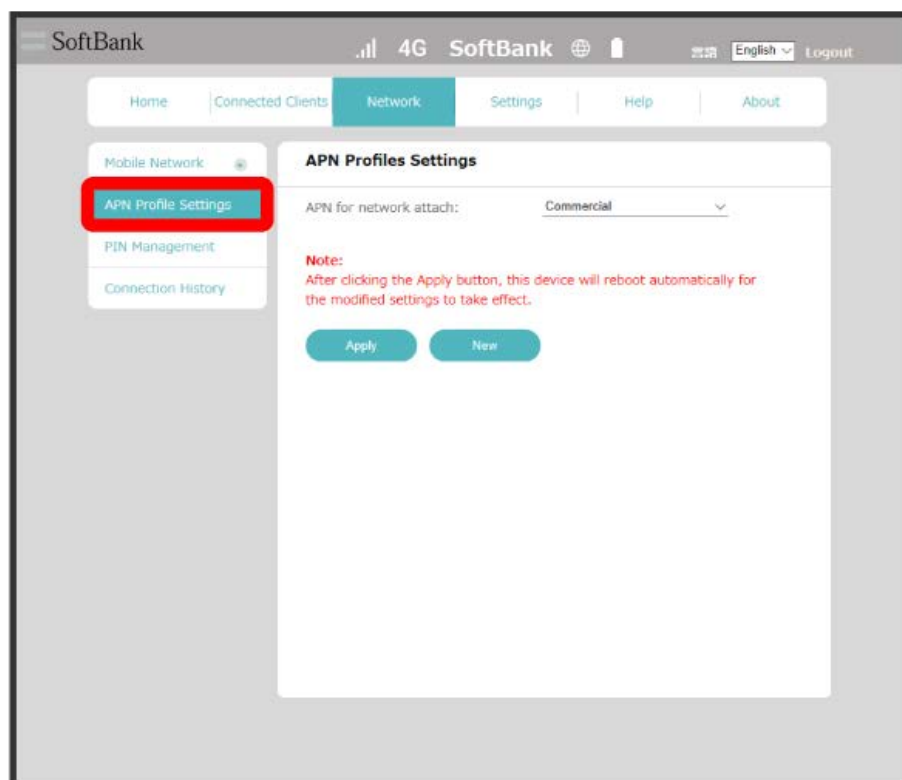 SoftBank
4G SoftBank
言語 English Logout
Home Connected Clients Network Settings Help About
Mobile Network
APN Profile Settings
PIN Management
Connection History
APN Profiles Settings
APN for network attach: Commercial
Note:
After clicking the Apply button, this device will reboot automatically for
the modified settings to take effect.
Apply New